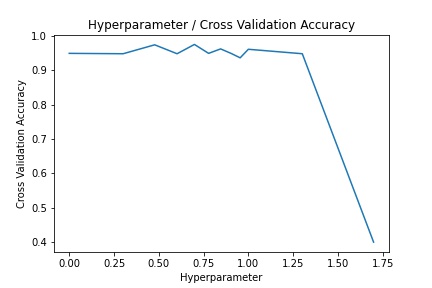 Hyperparameter / Cross Validation Accuracy
Cross Validation Accuracy
1.0
0.9
0.8
0.7
0.6
0.5
0.4
0.00 0.25 0.50 0.75 1.00 1.25 1.50 1.75
Hyperparameter